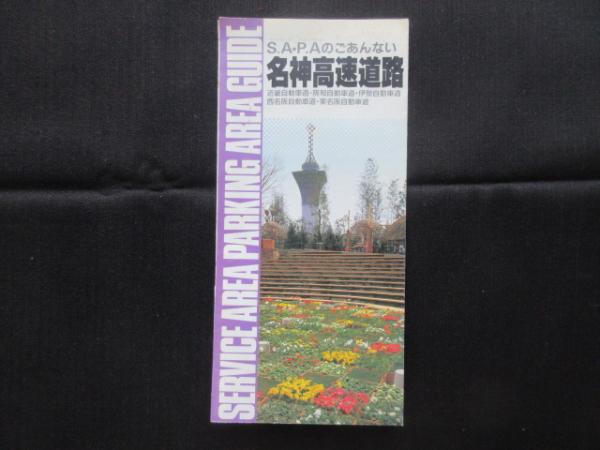 S.A•P.Aのごあんない
名神高速道路
近畿自動車道・阪和自動車道・伊勢自動車道
西名阪自動車道・東名阪自動車道
SERVICE AREA PARKING AREA GUIDE